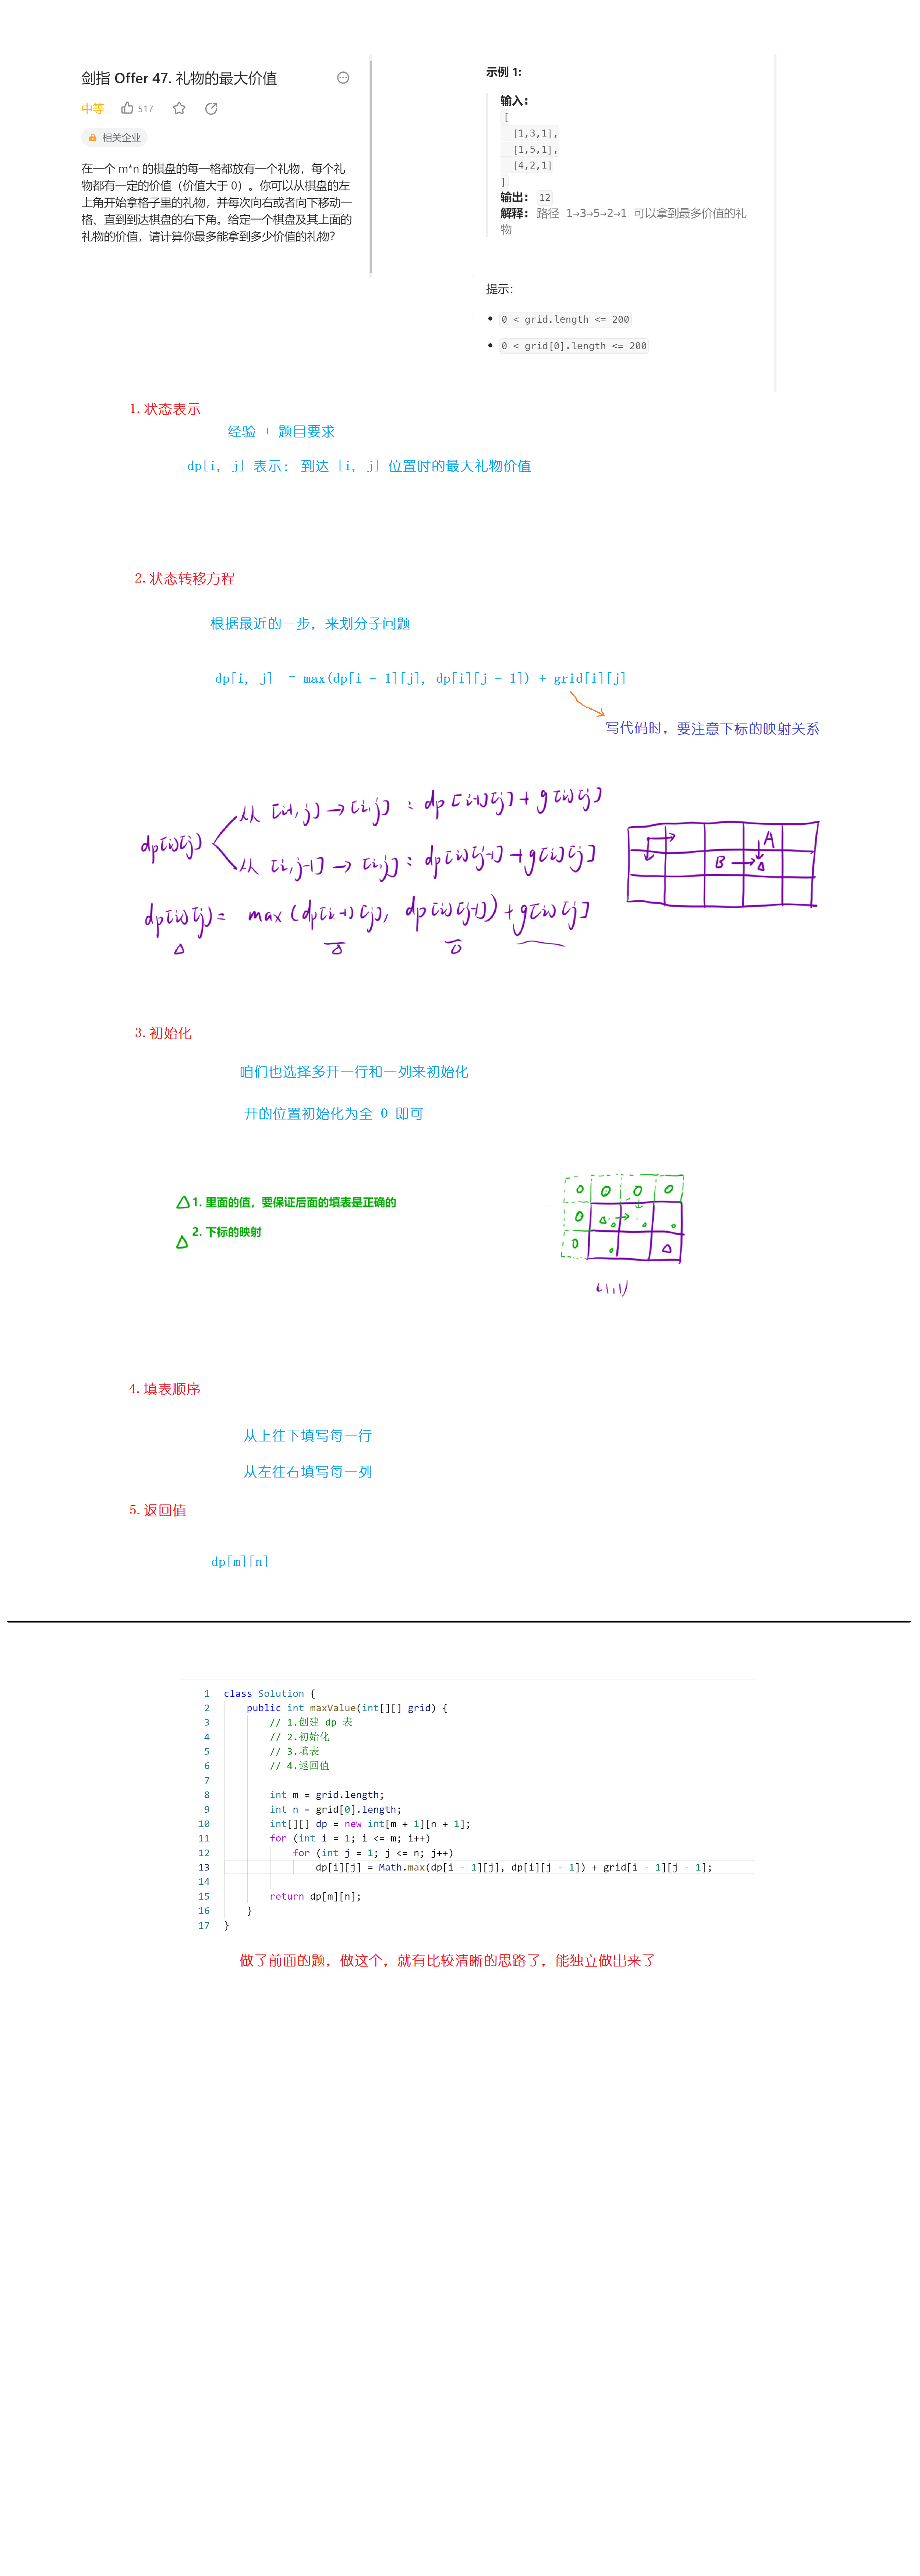 剑指 Offer 47. 礼物的最大价值
中等 517
相关企业
在一个 m*n 的棋盘的每一格都放有一个礼物，每个礼
物都有一定的价值（价值大于 0）。你可以从棋盘的左
上角开始拿格子里的礼物，并每次向右或者向下移动一
格、直到到达棋盘的右下角。给定一个棋盘及其上面的
礼物的价值，请计算你最多能拿到多少价值的礼物？
示例 1:
输入:
[
[1,3,1],
[1,5,1],
[4,2,1]
]
输出: 12
解释: 路径 1→3→5→2→1 可以拿到最多价值的礼
物
提示：
• 0 < grid.length <= 200
• 0 < grid[0].length <= 200
1. 状态表示
经验 + 题目要求
dp[i, j] 表示: 到达 [i, j] 位置时的最大礼物价值
2. 状态转移方程
根据最近的一步，来划分子问题
dp[i, j] = max(dp[i - 1][j], dp[i][j - 1]) + grid[i][j]
写代码时，要注意下标的映射关系
从 [i-1, j) → [i, j] : dp[i-1][j] + g[i][j]
dp[i][j]
从 [i, j-1] → [i, j] : dp[i][j-1] + g[i][j]
dp[i][j] = max (dp[i-1][j], dp[i][j-1]) + g[i][j]
A
B
3. 初始化
咱们也选择多开一行和一列来初始化
开的位置初始化为全 0 即可
1. 里面的值，要保证后面的填表是正确的
2. 下标的映射
0 0 0 0
0
0
(1,1)
4. 填表顺序
从上往下填写每一行
从左往右填写每一列
5. 返回值
dp[m][n]
1 class Solution {
2 public int maxValue(int[][] grid) {
3 // 1.创建 dp 表
4 // 2.初始化
5 // 3.填表
6 // 4.返回值
7
8 int m = grid.length;
9 int n = grid[0].length;
10 int[][] dp = new int[m + 1][n + 1];
11 for (int i = 1; i <= m; i++)
12 for (int j = 1; j <= n; j++)
13 dp[i][j] = Math.max(dp[i - 1][j], dp[i][j - 1]) + grid[i - 1][j - 1];
14
15 return dp[m][n];
16 }
17 }
做了前面的题，做这个，就有比较清晰的思路了，能独立做出来了